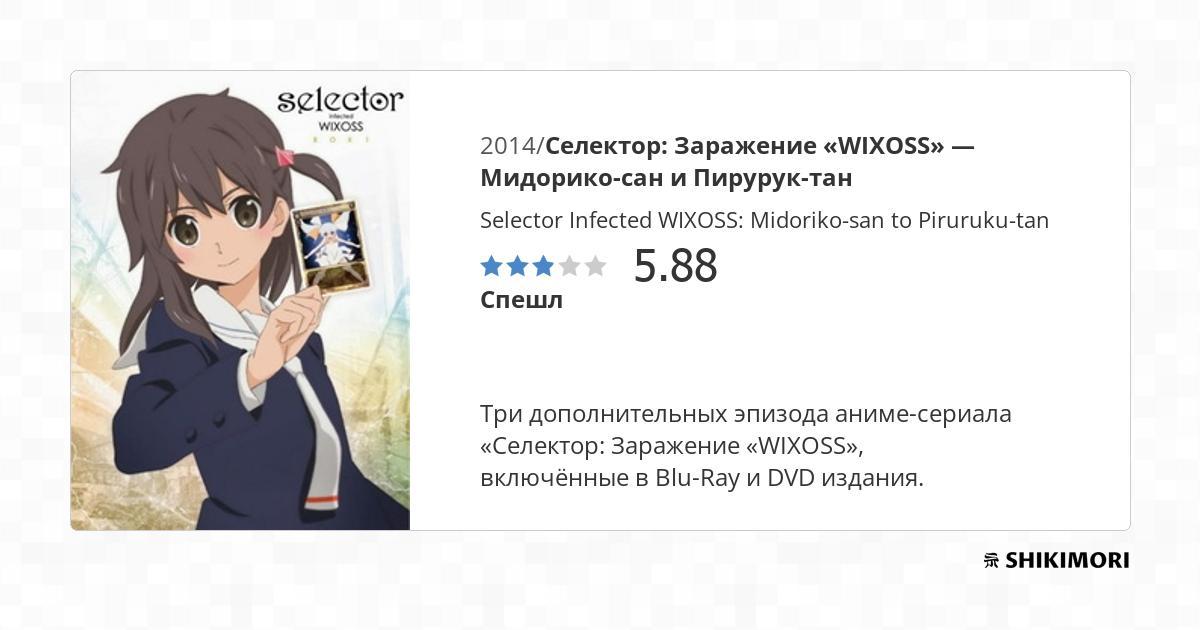 selector
infected
WIXOSS
BOX 1
2014/Селектор: Заражение «WIXOSS» —
Мидорико-сан и Пирурук-тан
Selector Infected WIXOSS: Midoriko-san to Piruruku-tan
5.88
Спешл
Три дополнительных эпизода аниме-сериала
«Селектор: Заражение «WIXOSS»,
включённые в Blu-Ray и DVD издания.
SHIKIMORI